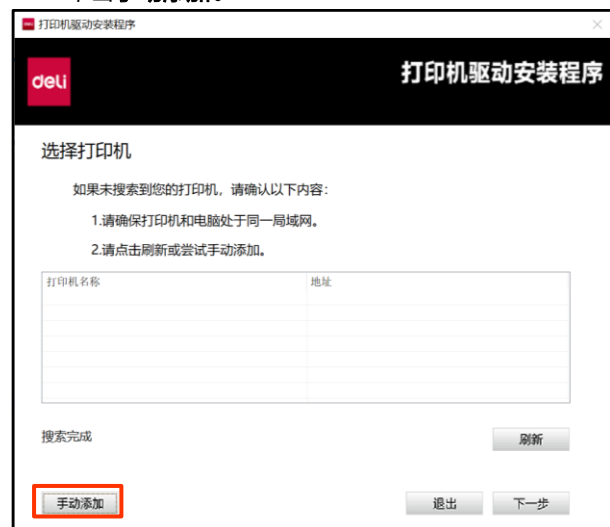 打印机驱动安装程序
deli
打印机驱动安装程序
选择打印机
如果未搜索到您的打印机，请确认以下内容：
1.请确保打印机和电脑处于同一局域网。
2.请点击刷新或尝试手动添加。
打印机名称 地址
搜索完成
刷新
手动添加 退出 下一步